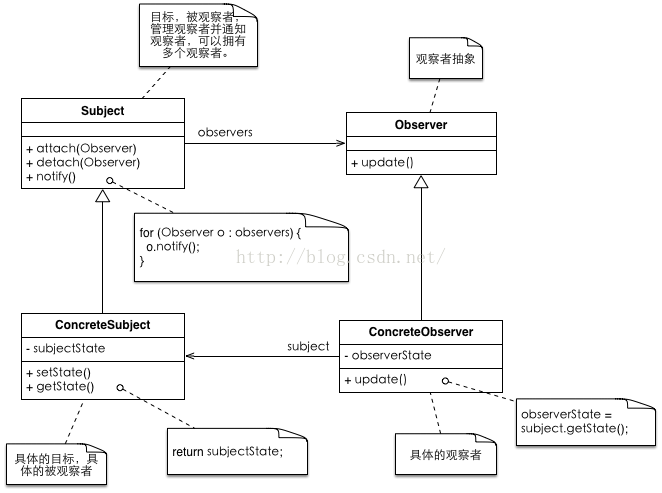 目标，被观察者，
管理观察者并通知
观察者，可以拥有
多个观察者。
观察者抽象
Subject
+ attach(Observer)
+ detach(Observer)
+ notify()
observers
Observer
+ update()
for (Observer o : observers) {
o.notify();
}
http://blog.csdn.net/
ConcreteSubject
- subjectState
+ setState()
+ getState()
subject
ConcreteObserver
- observerState
+ update()
observerState =
subject.getState();
return subjectState;
具体的目标，具
体的被观察者
具体的观察者